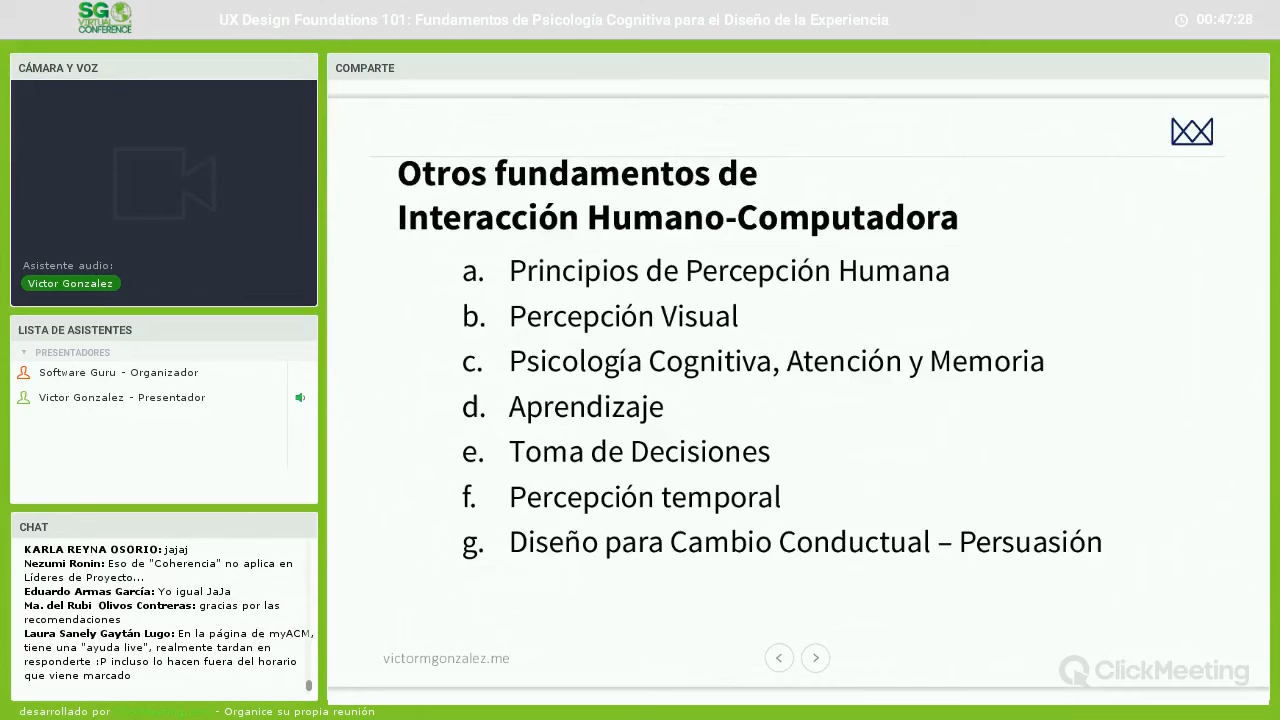 SG
VIRTUAL
CONFERENCE
UX Design Foundations 101: Fundamentos de Psicología Cognitiva para el Diseño de la Experiencia
00:47:28
CÁMARA Y VOZ
Asistente audio:
Victor Gonzalez
LISTA DE ASISTENTES
PRESENTADORES
Software Guru - Organizador
Victor Gonzalez - Presentador
CHAT
KARLA REYNA OSORIO: jajaj
Nezumi Ronin: Eso de "Coherencia" no aplica en
Líderes de Proyecto...
Eduardo Armas García: Yo igual JaJa
Ma. del Rubi Olivos Contreras: gracias por las
recomendaciones
Laura Sanely Gaytán Lugo: En la página de myACM,
tiene una "ayuda live", realmente tardan en
responderte :P incluso lo hacen fuera del horario
que viene marcado
desarrollado por - Organice su propia reunión
COMPARTE
Otros fundamentos de
Interacción Humano-Computadora
a. Principios de Percepción Humana
b. Percepción Visual
c. Psicología Cognitiva, Atención y Memoria
d. Aprendizaje
e. Toma de Decisiones
f. Percepción temporal
g. Diseño para Cambio Conductual – Persuasión
victormgonzalez.me
ClickMeeting